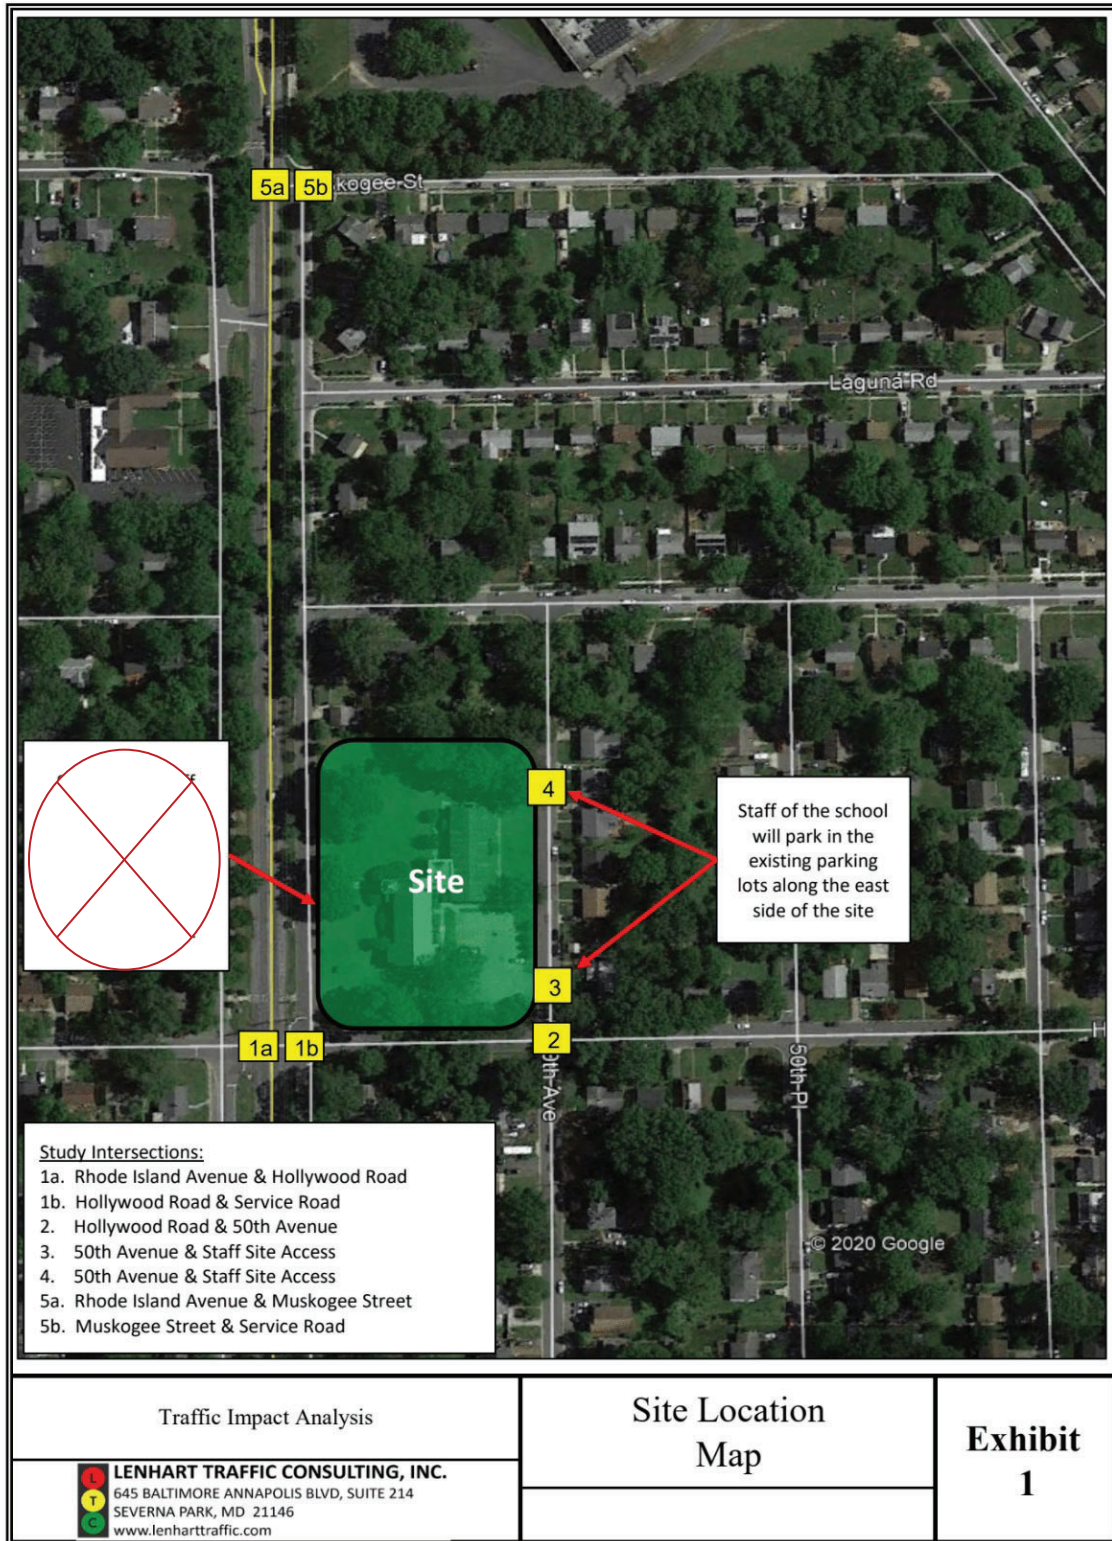 5a
5b
kogee St
Laguna Rd
4
Staff of the school
will park in the
existing parking
lots along the east
side of the site
Site
3
1a
1b
2
H
0th Ave
50th Pl
Study Intersections:
1a. Rhode Island Avenue & Hollywood Road
1b. Hollywood Road & Service Road
2. Hollywood Road & 50th Avenue
3. 50th Avenue & Staff Site Access
4. 50th Avenue & Staff Site Access
5a. Rhode Island Avenue & Muskogee Street
5b. Muskogee Street & Service Road
© 2020 Google
Traffic Impact Analysis
L
T
C
LENHART TRAFFIC CONSULTING, INC.
645 BALTIMORE ANNAPOLIS BLVD, SUITE 214
SEVERNA PARK, MD 21146
www.lenharttraffic.com
Site Location
Map
Exhibit
1